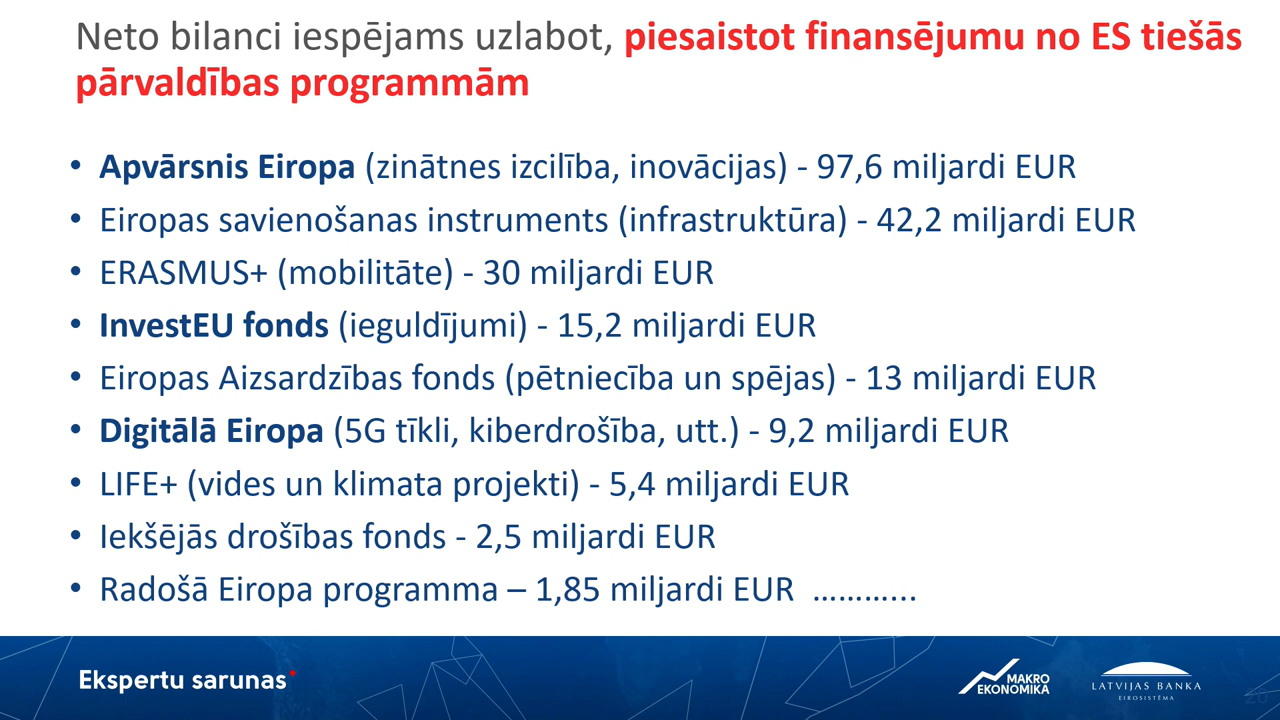 Neto bilanci iespējams uzlabot, piesaistot finansējumu no ES tiešās
pārvaldības programmām
• Apvārsnis Eiropa (zinātnes izcilība, inovācijas) - 97,6 miljardi EUR
• Eiropas savienošanas instruments (infrastruktūra) - 42,2 miljardi EUR
• ERASMUS+ (mobilitāte) - 30 miljardi EUR
• InvestEU fonds (ieguldījumi) - 15,2 miljardi EUR
• Eiropas Aizsardzības fonds (pētniecība un spējas) - 13 miljardi EUR
• Digitālā Eiropa (5G tīkli, kiberdrošība, utt.) - 9,2 miljardi EUR
• LIFE+ (vides un klimata projekti) - 5,4 miljardi EUR
• Iekšējās drošības fonds - 2,5 miljardi EUR
• Radošā Eiropa programma – 1,85 miljardi EUR ………...
Ekspertu sarunas
MAKRO
EKONOMIKA
LATVIJAS BANKA
EIROSISTĒMA